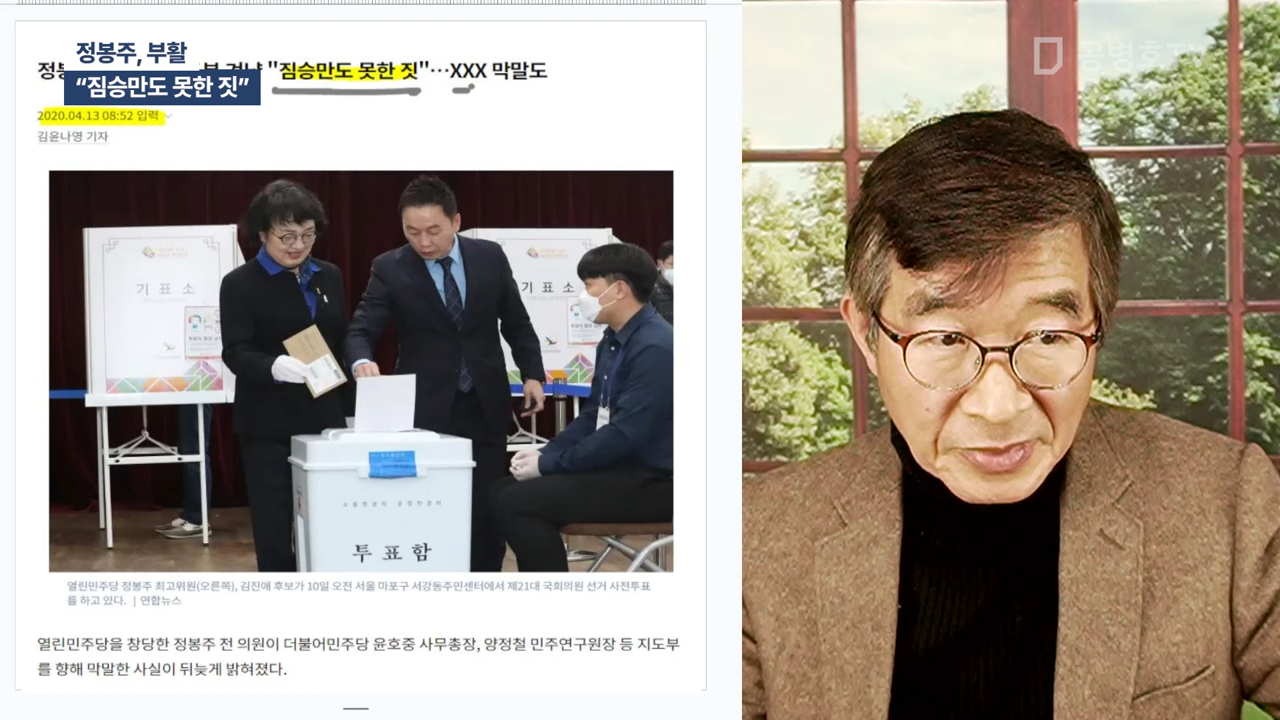 정봉주, 부활
“짐승만도 못한 짓”
"짐승만도 못한 짓"…XXX 막말도
2020.04.13 08:52 입력
김윤나영 기자
공병호TV
기 표 소
기 표 소
투 표 함
열린민주당 정봉주 최고위원(오른쪽), 김진애 후보가 10일 오전 서울 마포구 서강동주민센터에서 제21대 국회의원 선거 사전투표
를 하고 있다. | 연합뉴스
열린민주당을 창당한 정봉주 전 의원이 더불어민주당 윤호중 사무총장, 양정철 민주연구원장 등 지도부
를 향해 막말한 사실이 뒤늦게 밝혀졌다.